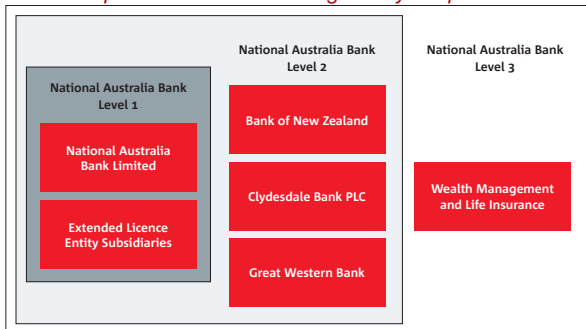 National Australia Bank
Level 1
National Australia
Bank Limited
Extended Licence
Entity Subsidiaries
National Australia Bank
Level 2
Bank of New Zealand
Clydesdale Bank PLC
Great Western Bank
National Australia Bank
Level 3
Wealth Management
and Life Insurance